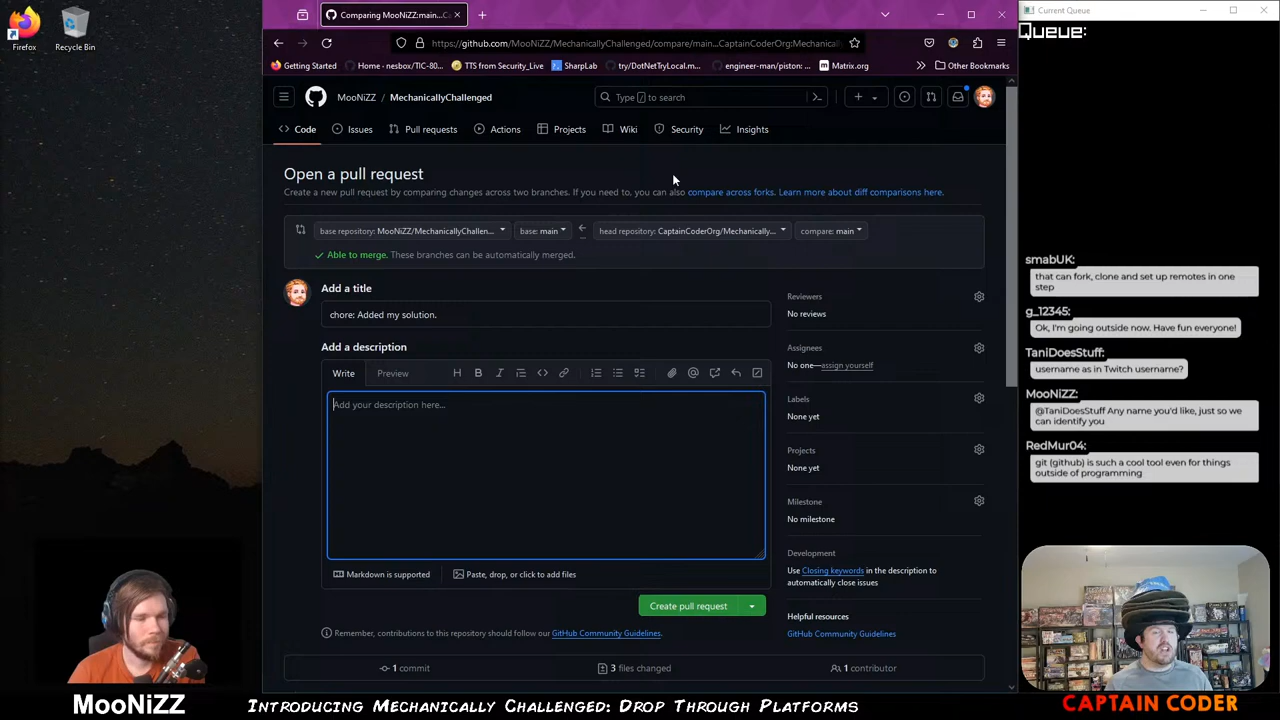 Firefox
Recycle Bin
Comparing MooNiZZ:main...Ca
https://github.com/MooNiZZ/MechanicallyChallenged/compare/main...CaptainCoderOrg:Mechanicall
Getting Started
Home - nesbox/TIC-80...
TTS from Security_Live
SharpLab
try/DotNetTryLocal.m...
engineer-man/piston: ...
Matrix.org
Other Bookmarks
MooNiZZ / MechanicallyChallenged
Type / to search
Code
Issues
Pull requests
Actions
Projects
Wiki
Security
Insights
Open a pull request
Create a new pull request by comparing changes across two branches. If you need to, you can also compare across forks. Learn more about diff comparisons here.
base repository: MooNiZZ/MechanicallyChallen...
base: main
head repository: CaptainCoderOrg/Mechanically...
compare: main
Able to merge. These branches can be automatically merged.
Add a title
chore: Added my solution.
Add a description
Write
Preview
Add your description here...
Markdown is supported
Paste, drop, or click to add files
Create pull request
Remember, contributions to this repository should follow our GitHub Community Guidelines.
1 commit
3 files changed
1 contributor
Reviewers
No reviews
Assignees
No one—assign yourself
Labels
None yet
Projects
None yet
Milestone
No milestone
Development
Use Closing keywords in the description to
automatically close issues
Helpful resources
GitHub Community Guidelines
Current Queue
Queue:
smabUK:
that can fork, clone and set up remotes in one
step
g_12345:
Ok, I'm going outside now. Have fun everyone!
TaniDoesStuff:
username as in Twitch username?
MooNiZZ:
@TaniDoesStuff Any name you'd like, just so we
can identify you
RedMur04:
git (github) is such a cool tool even for things
outside of programming
MooNiZZ
Introducing Mechanically Challenged: Drop Through Platforms
Captain Coder